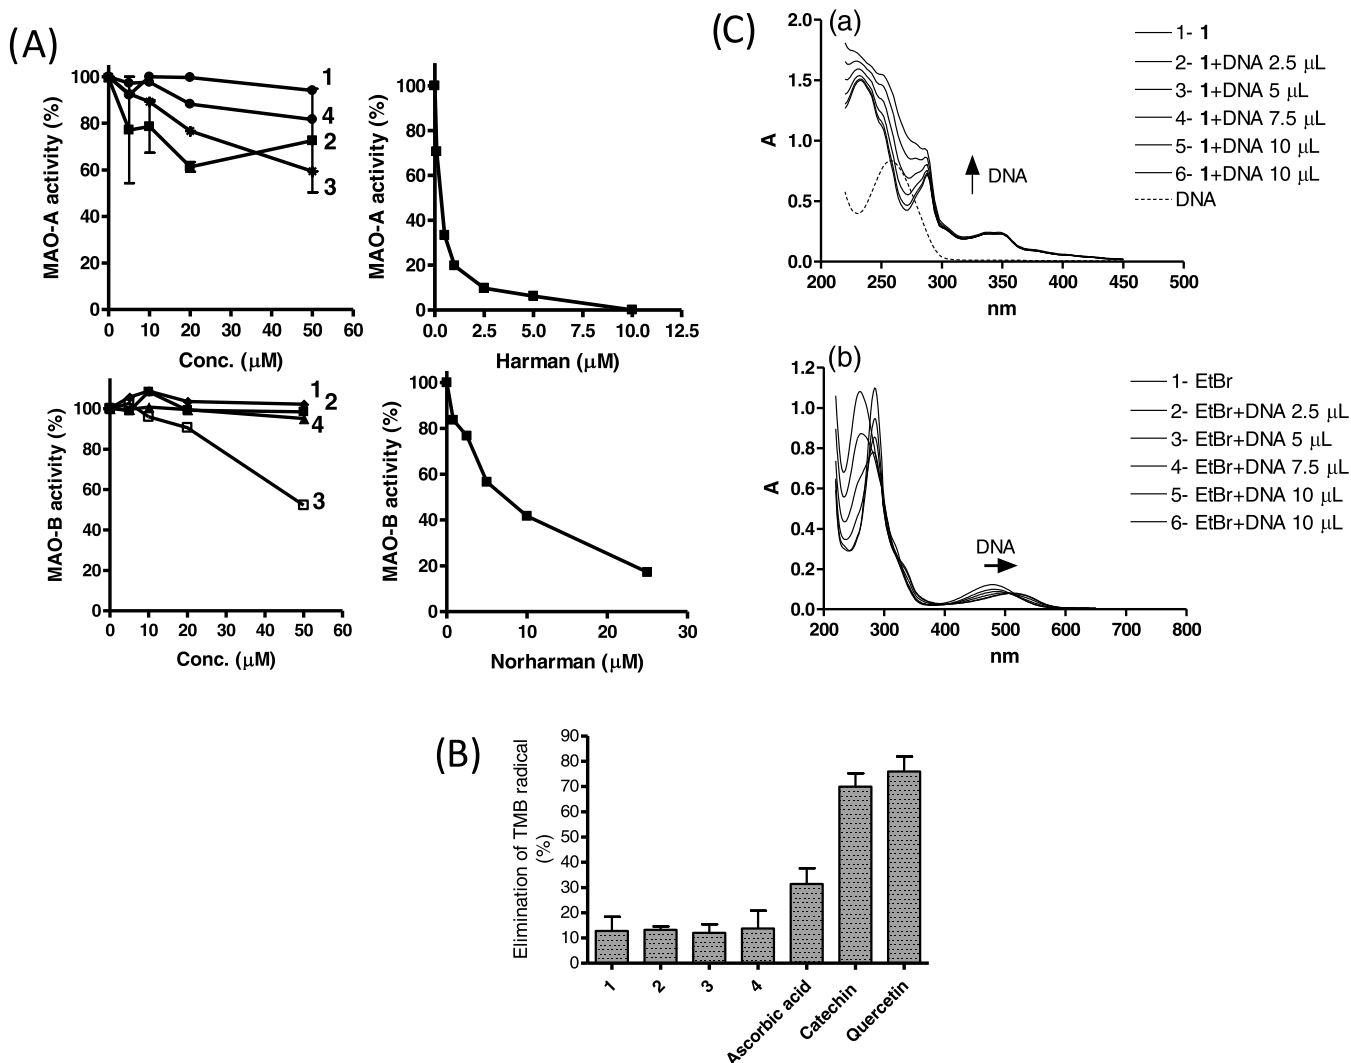 (A)
MAO-A activity (%)
100
80
60
40
20
0
0 10 20 30 40 50 60
Conc. (μM)
1
4
2
3
MAO-A activity (%)
100
80
60
40
20
0
0.0 2.5 5.0 7.5 10.0 12.5
Harman (μM)
MAO-B activity (%)
100
80
60
40
20
0
0 10 20 30 40 50 60
Conc. (μM)
1
2
4
3
MAO-B activity (%)
100
80
60
40
20
0
0 10 20 30
Norharman (μM)
(C)
(a)
A
2.0
1.5
1.0
0.5
0.0
200 250 300 350 400 450 500
nm
DNA
1- 1
2- 1+DNA 2.5 μL
3- 1+DNA 5 μL
4- 1+DNA 7.5 μL
5- 1+DNA 10 μL
6- 1+DNA 10 μL
DNA
(b)
A
1.2
1.0
0.8
0.6
0.4
0.2
0.0
200 300 400 500 600 700 800
nm
DNA
1- EtBr
2- EtBr+DNA 2.5 μL
3- EtBr+DNA 5 μL
4- EtBr+DNA 7.5 μL
5- EtBr+DNA 10 μL
6- EtBr+DNA 10 μL
(B)
Elimination of TMB radical
(%)
90
80
70
60
50
40
30
20
10
0
1
2
3
4
Ascorbic acid
Catechin
Quercetin